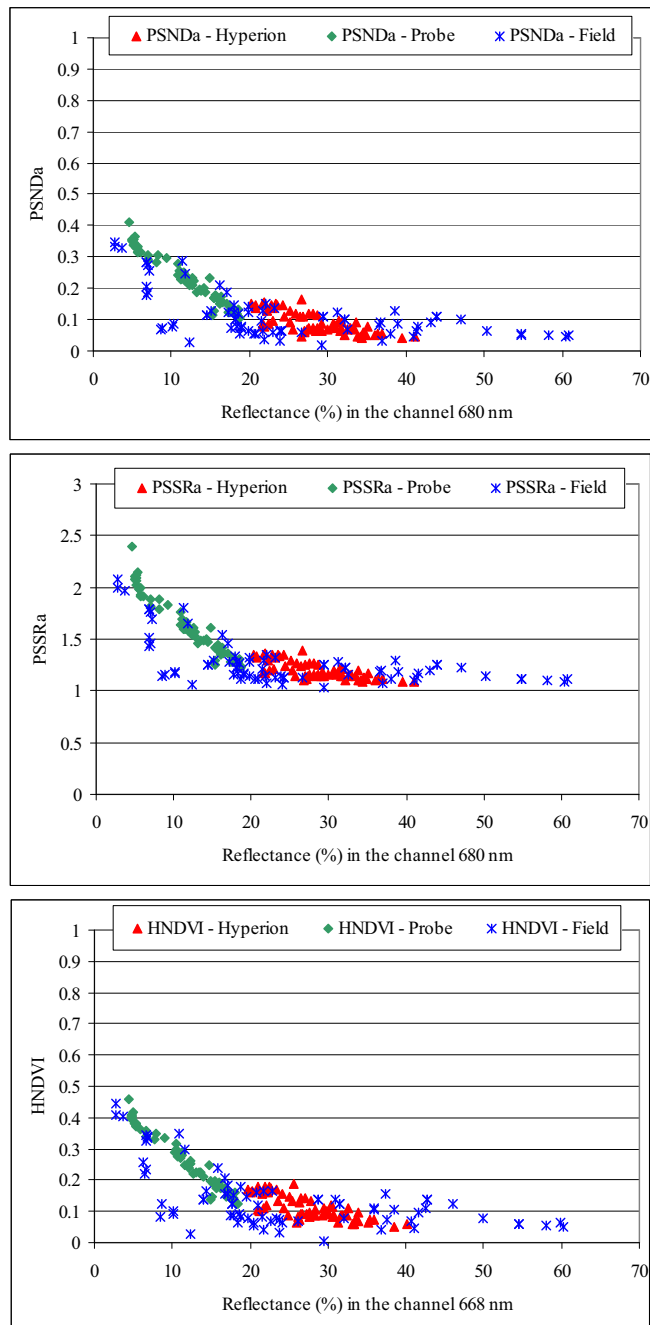 PSNDa - Hyperion PSNDa - Probe PSNDa - Field
1
0.9
0.8
0.7
0.6
0.5
0.4
0.3
0.2
0.1
0
PSNDa
0 10 20 30 40 50 60 70
Reflectance (%) in the channel 680 nm
PSSRa - Hyperion PSSRa - Probe PSSRa - Field
3
2.5
2
1.5
1
0.5
0
PSSRa
0 10 20 30 40 50 60 70
Reflectance (%) in the channel 680 nm
HNDVI - Hyperion HNDVI - Probe HNDVI - Field
1
0.9
0.8
0.7
0.6
0.5
0.4
0.3
0.2
0.1
0
HNDVI
0 10 20 30 40 50 60 70
Reflectance (%) in the channel 668 nm